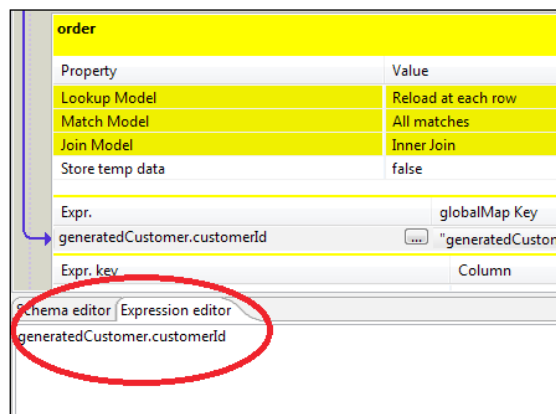 order
Property Value
Lookup Model Reload at each row
Match Model All matches
Join Model Inner Join
Store temp data false
Expr. globalMap Key
generatedCustomer.customerId ... "generatedCustom
Expr. key Column
Schema editor Expression editor
generatedCustomer.customerId